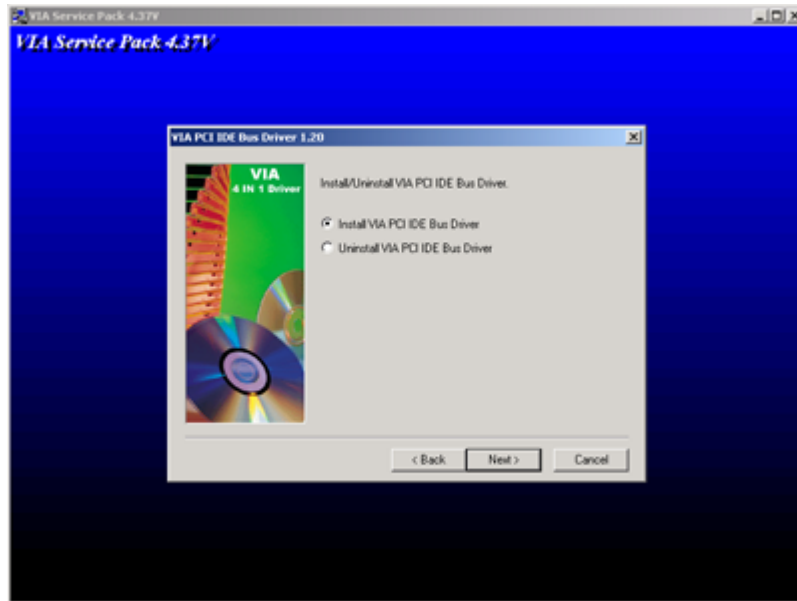 VIA Service Pack 4.37V
VIA Service Pack 4.37V
VIA PCI IDE Bus Driver 1.20
VIA
4 IN 1 Driver
Install/Uninstall VIA PCI IDE Bus Driver.
Install VIA PCI IDE Bus Driver
Uninstall VIA PCI IDE Bus Driver
< Back
Next >
Cancel